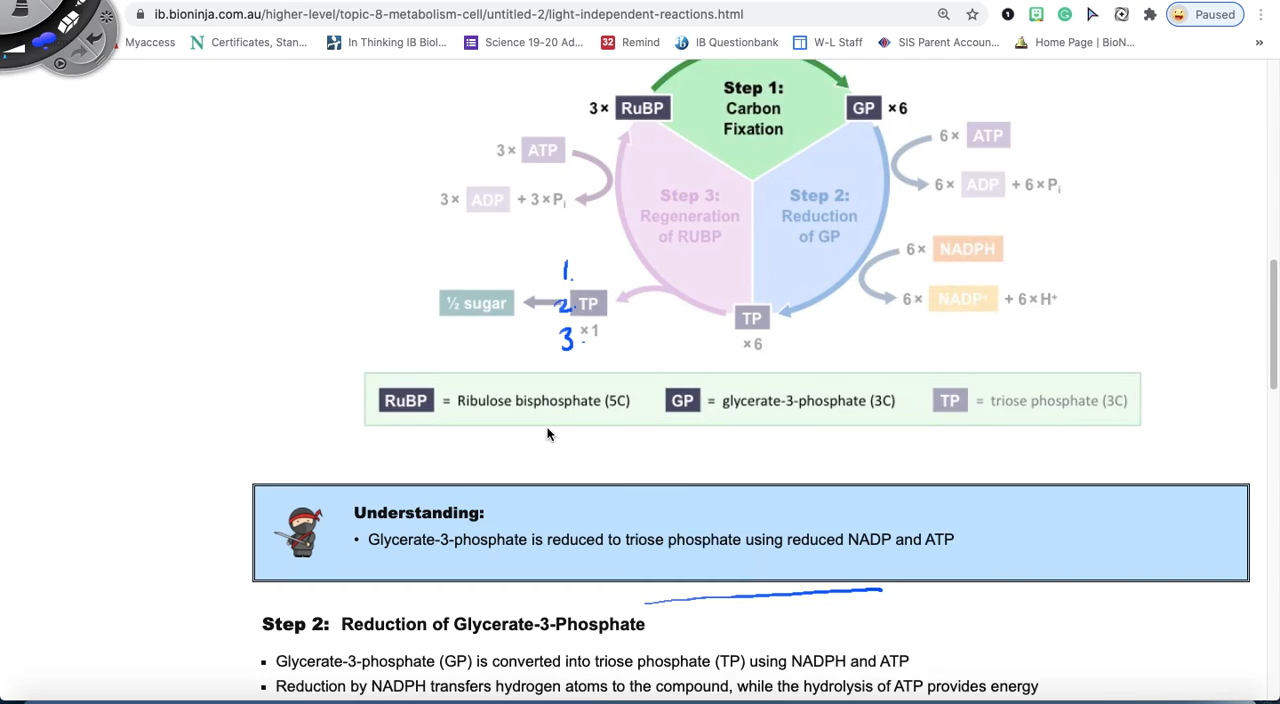 ib.bioninja.com.au/higher-level/topic-8-metabolism-cell/untitled-2/light-independent-reactions.html
Paused
Myaccess
Certificates, Stan...
In Thinking IB Biol...
Science 19-20 Ad...
32 Remind
IB Questionbank
W-L Staff
SIS Parent Accoun...
Home Page | BioN...
»
Step 1:
Carbon
Fixation
3× RuBP
GP ×6
3× ATP
3× ADP + 3×Pi
6× ATP
6× ADP + 6×Pi
Step 3:
Regeneration
of RUBP
Step 2:
Reduction
of GP
6× NADPH
6× NADP+ + 6×H+
1.
2.
3.
½ sugar
TP
×1
TP
×6
RuBP = Ribulose bisphosphate (5C)
GP = glycerate-3-phosphate (3C)
TP = triose phosphate (3C)
Understanding:
• Glycerate-3-phosphate is reduced to triose phosphate using reduced NADP and ATP
Step 2: Reduction of Glycerate-3-Phosphate
▪ Glycerate-3-phosphate (GP) is converted into triose phosphate (TP) using NADPH and ATP
▪ Reduction by NADPH transfers hydrogen atoms to the compound, while the hydrolysis of ATP provides energy